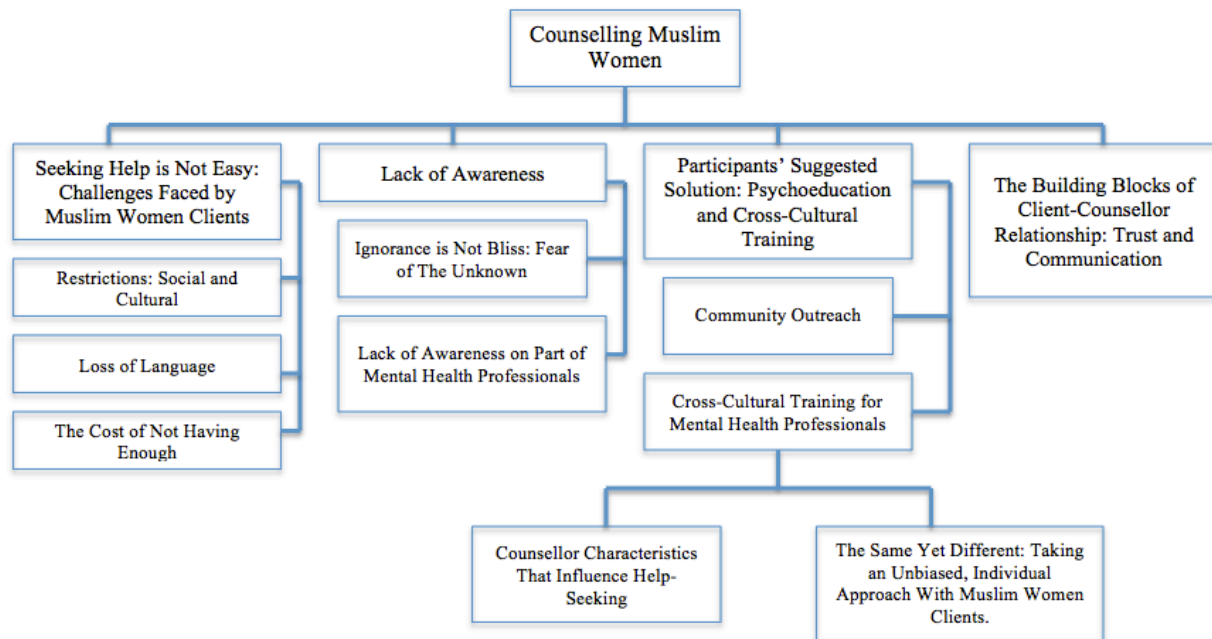 Counselling Muslim
Women
Seeking Help is Not Easy:
Challenges Faced by
Muslim Women Clients
Restrictions: Social and
Cultural
Loss of Language
The Cost of Not Having
Enough
Lack of Awareness
Ignorance is Not Bliss: Fear
of The Unknown
Lack of Awareness on Part of
Mental Health Professionals
Participants’ Suggested
Solution: Psychoeducation
and Cross-Cultural
Training
Community Outreach
Cross-Cultural Training for
Mental Health Professionals
Counsellor Characteristics
That Influence Help-
Seeking
The Same Yet Different: Taking
an Unbiased, Individual
Approach With Muslim Women
Clients.
The Building Blocks of
Client-Counsellor
Relationship: Trust and
Communication